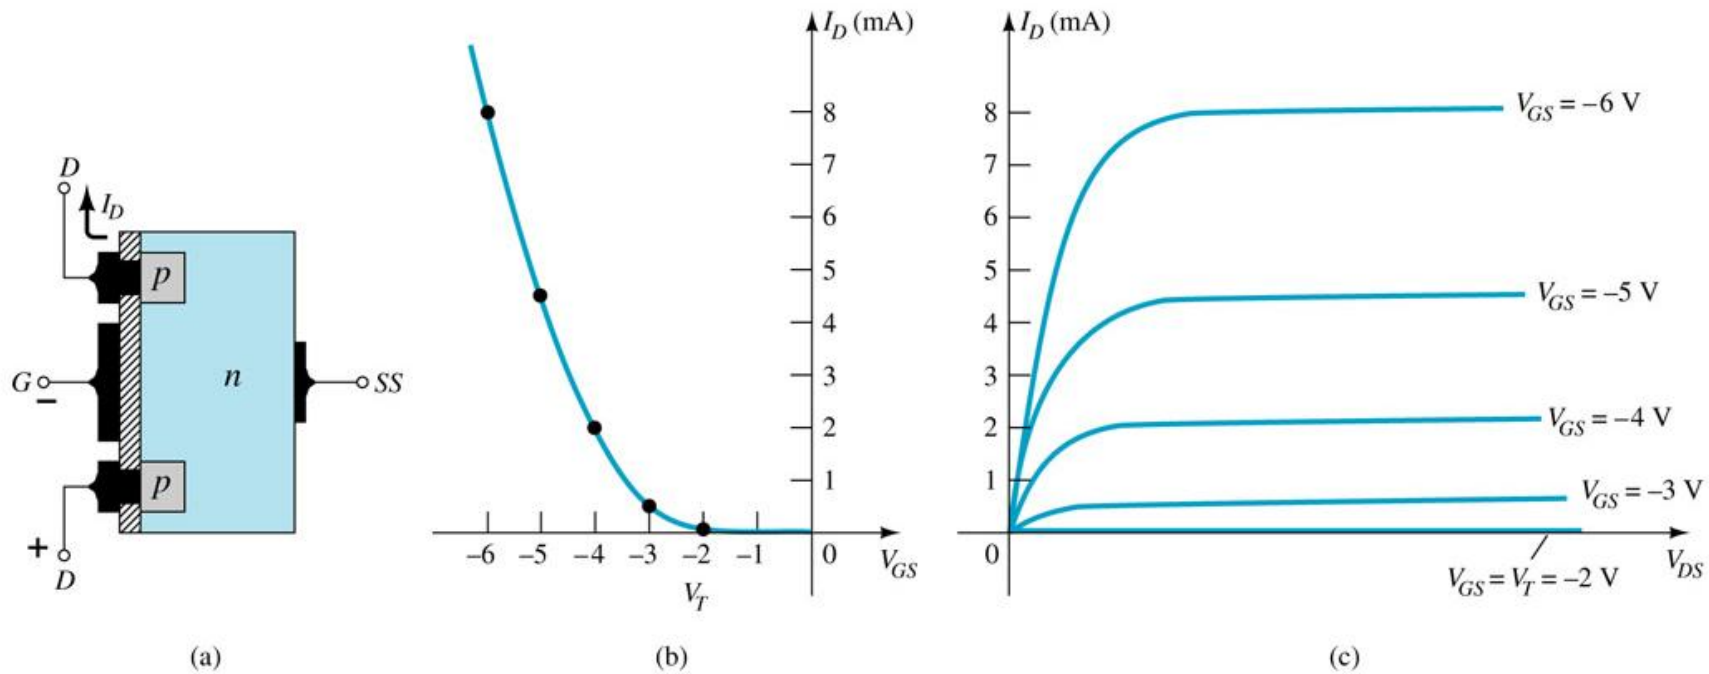 D
I_D
p
n
G
–
SS
p
+
D
(a)
I_D (mA)
8
7
6
5
4
3
2
1
0
–6 –5 –4 –3 –2 –1
V_GS
V_T
(b)
I_D (mA)
8
7
6
5
4
3
2
1
0
V_GS = –6 V
V_GS = –5 V
V_GS = –4 V
V_GS = –3 V
V_GS = V_T = –2 V
V_DS
(c)